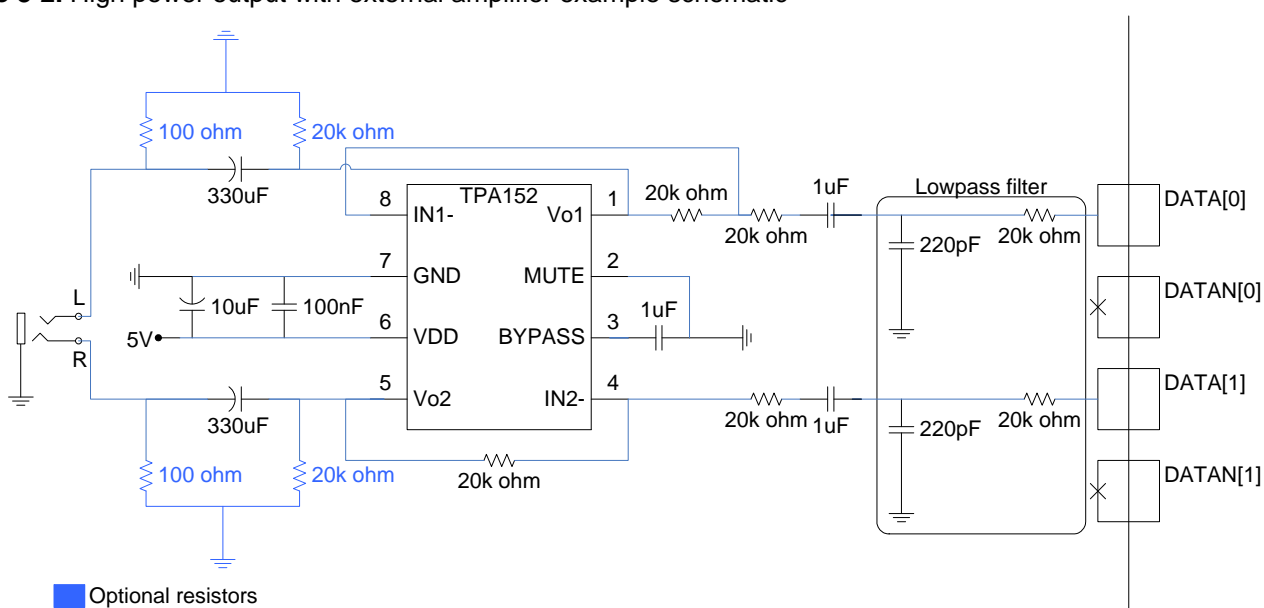 High power output with external amplifier example schematic
100 ohm
20k ohm
330uF
TPA152
8
IN1-
1
Vo1
20k ohm
20k ohm
1uF
Lowpass filter
220pF
20k ohm
DATA[0]
7
GND
2
MUTE
DATAN[0]
L
10uF
100nF
1uF
5V
6
VDD
3
BYPASS
R
5
Vo2
4
IN2-
DATA[1]
330uF
20k ohm
1uF
220pF
20k ohm
100 ohm
20k ohm
20k ohm
DATAN[1]
Optional resistors